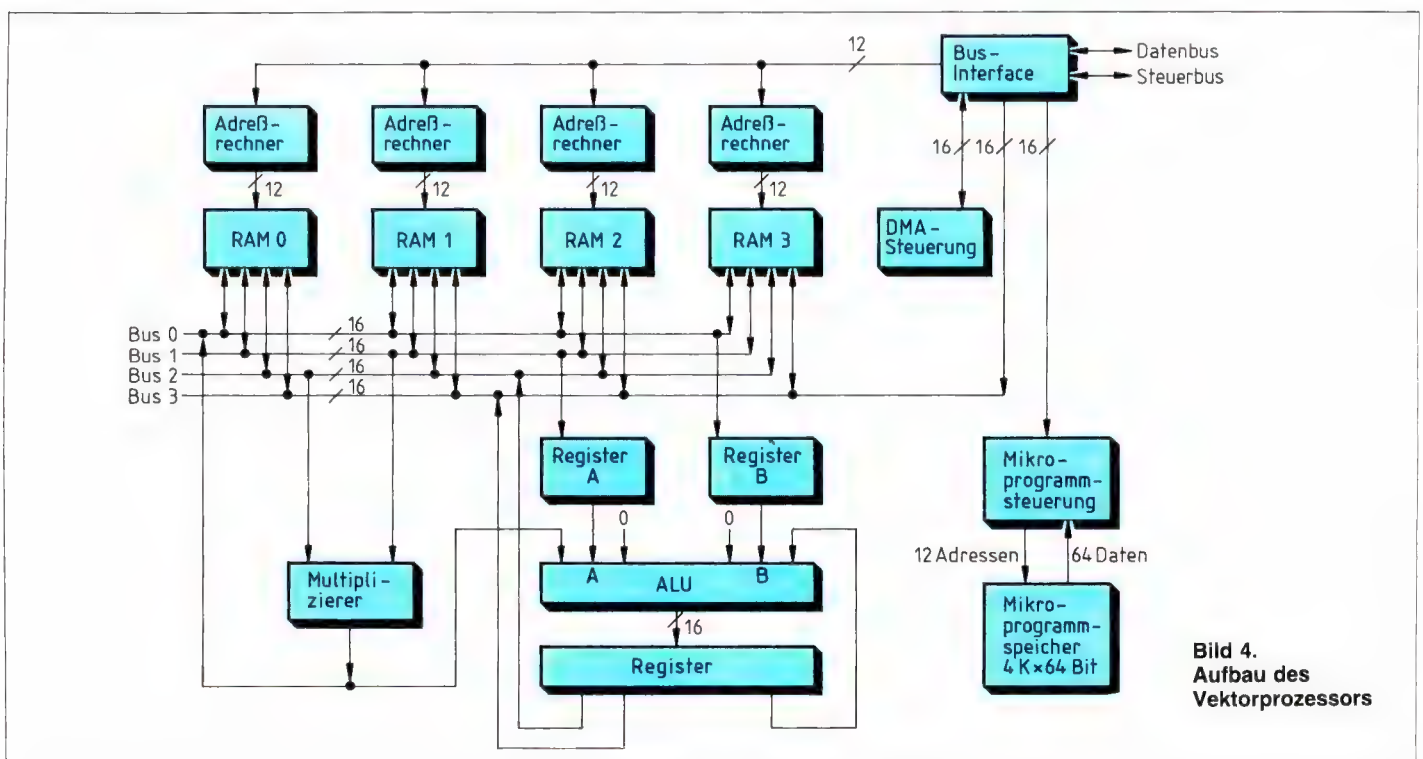 12
Bus-
Interface
Datenbus
Steuerbus
Adreß-
rechner
Adreß-
rechner
Adreß-
rechner
Adreß-
rechner
12
12
12
12
16
16
16
RAM 0
RAM 1
RAM 2
RAM 3
DMA-
Steuerung
Bus 0
16
Bus 1
16
Bus 2
16
Bus 3
16
Register
A
Register
B
Mikro-
programm-
steuerung
0
0
12 Adressen
64 Daten
Multipli-
zierer
A
ALU
B
16
Register
Mikro-
programm-
speicher
4 K×64 Bit
Bild 4.
Aufbau des
Vektorprozessors